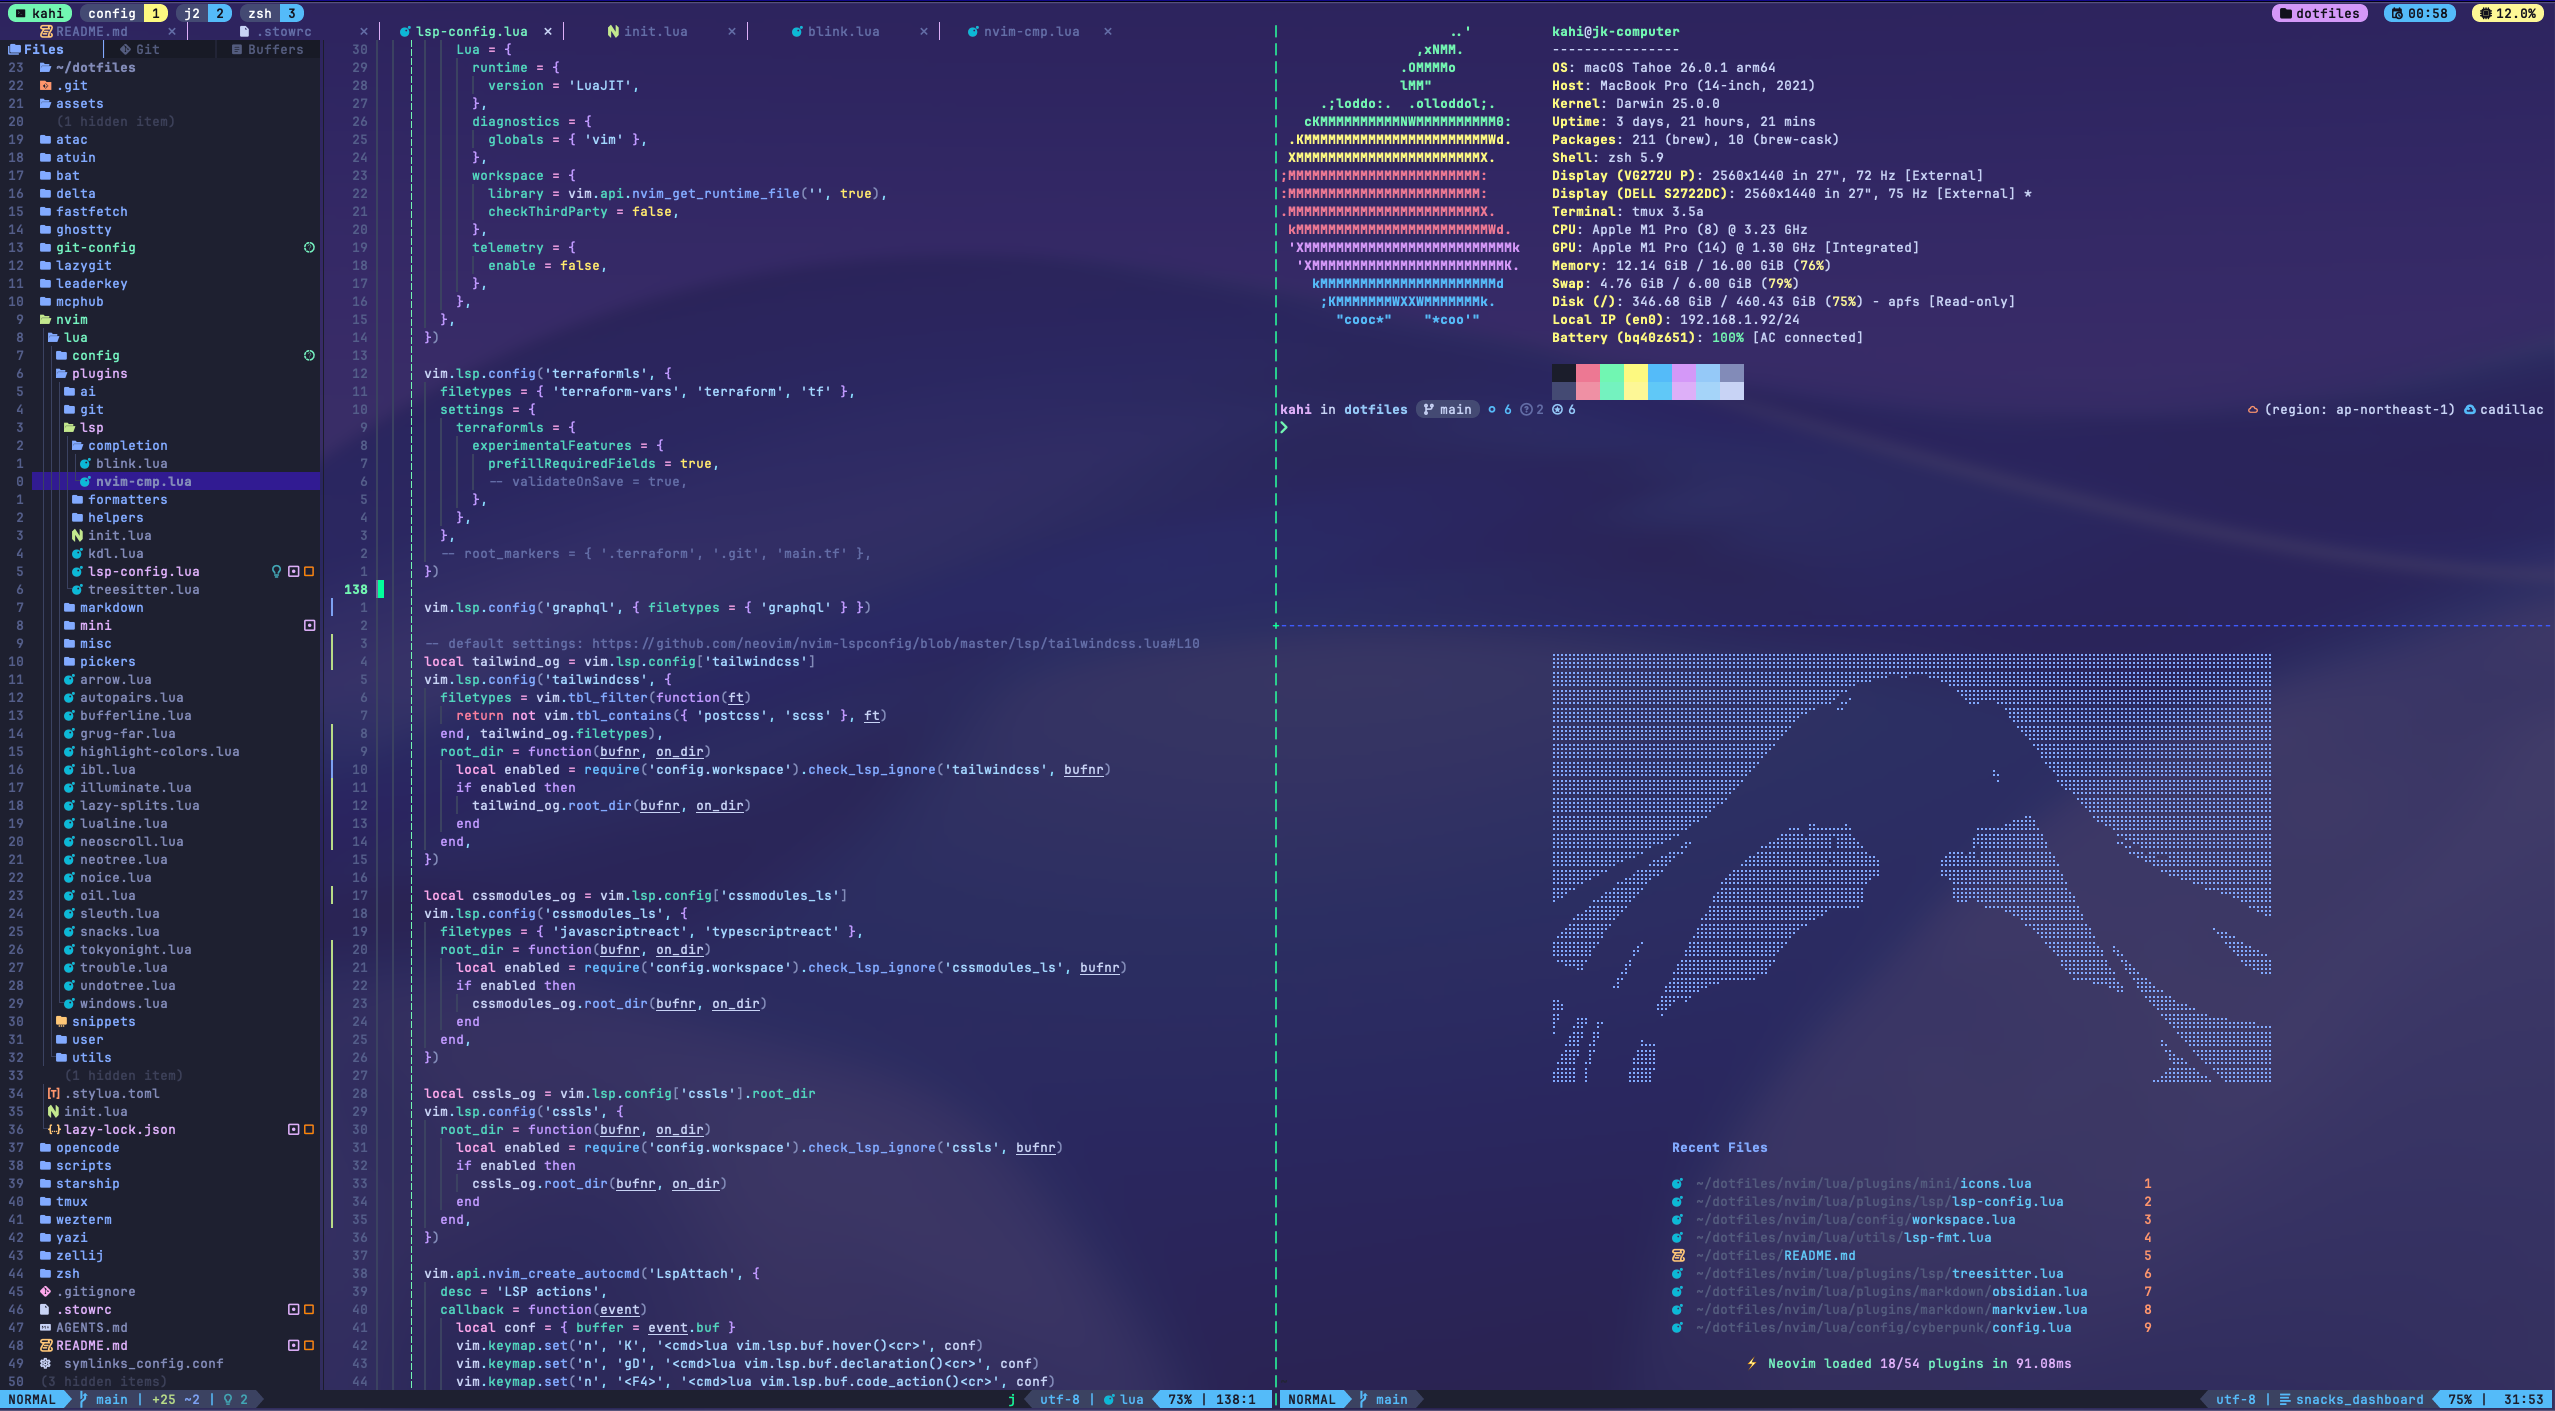 kahi config 1 j2 2 zsh 3 dotfiles 00:58 12.0%
README.md × .stowrc × lsp-config.lua × init.lua × blink.lua × nvim-cmp.lua ×
Files Git Buffers
23 ~/dotfiles
22 .git
21 assets
20 (1 hidden item)
19 atac
18 atuin
17 bat
16 delta
15 fastfetch
14 ghostty
13 git-config
12 lazygit
11 leaderkey
10 mcphub
9 nvim
8 lua
7 config
6 plugins
5 ai
4 git
3 lsp
2 completion
1 blink.lua
0 nvim-cmp.lua
1 formatters
2 helpers
3 init.lua
4 kdl.lua
5 lsp-config.lua
6 treesitter.lua
7 markdown
8 mini
9 misc
10 pickers
11 arrow.lua
12 autopairs.lua
13 bufferline.lua
14 grug-far.lua
15 highlight-colors.lua
16 ibl.lua
17 illuminate.lua
18 lazy-splits.lua
19 lualine.lua
20 neoscroll.lua
21 neotree.lua
22 noice.lua
23 oil.lua
24 sleuth.lua
25 snacks.lua
26 tokyonight.lua
27 trouble.lua
28 undotree.lua
29 windows.lua
30 snippets
31 user
32 utils
33 (1 hidden item)
34 .stylua.toml
35 init.lua
36 lazy-lock.json
37 opencode
38 scripts
39 starship
40 tmux
41 wezterm
42 yazi
43 zellij
44 zsh
45 .gitignore
46 .stowrc
47 AGENTS.md
48 README.md
49 symlinks_config.conf
50 (3 hidden items)
30 Lua = {
29 runtime = {
28 version = 'LuaJIT',
27 },
26 diagnostics = {
25 globals = { 'vim' },
24 },
23 workspace = {
22 library = vim.api.nvim_get_runtime_file('', true),
21 checkThirdParty = false,
20 },
19 telemetry = {
18 enable = false,
17 },
16 },
15 },
14 })
13
12 vim.lsp.config('terraformls', {
11 filetypes = { 'terraform-vars', 'terraform', 'tf' },
10 settings = {
9 terraformls = {
8 experimentalFeatures = {
7 prefillRequiredFields = true,
6 -- validateOnSave = true,
5 },
4 },
3 },
2 -- root_markers = { '.terraform', '.git', 'main.tf' },
1 })
138
1 vim.lsp.config('graphql', { filetypes = { 'graphql' } })
2
3 -- default settings: https://github.com/neovim/nvim-lspconfig/blob/master/lsp/tailwindcss.lua#L10
4 local tailwind_og = vim.lsp.config['tailwindcss']
5 vim.lsp.config('tailwindcss', {
6 filetypes = vim.tbl_filter(function(ft)
7 return not vim.tbl_contains({ 'postcss', 'scss' }, ft)
8 end, tailwind_og.filetypes),
9 root_dir = function(bufnr, on_dir)
10 local enabled = require('config.workspace').check_lsp_ignore('tailwindcss', bufnr)
11 if enabled then
12 tailwind_og.root_dir(bufnr, on_dir)
13 end
14 end,
15 })
16
17 local cssmodules_og = vim.lsp.config['cssmodules_ls']
18 vim.lsp.config('cssmodules_ls', {
19 filetypes = { 'javascriptreact', 'typescriptreact' },
20 root_dir = function(bufnr, on_dir)
21 local enabled = require('config.workspace').check_lsp_ignore('cssmodules_ls', bufnr)
22 if enabled then
23 cssmodules_og.root_dir(bufnr, on_dir)
24 end
25 end,
26 })
27
28 local cssls_og = vim.lsp.config['cssls'].root_dir
29 vim.lsp.config('cssls', {
30 root_dir = function(bufnr, on_dir)
31 local enabled = require('config.workspace').check_lsp_ignore('cssls', bufnr)
32 if enabled then
33 cssls_og.root_dir(bufnr, on_dir)
34 end
35 end,
36 })
37
38 vim.api.nvim_create_autocmd('LspAttach', {
39 desc = 'LSP actions',
40 callback = function(event)
41 local conf = { buffer = event.buf }
42 vim.keymap.set('n', 'K', '<cmd>lua vim.lsp.buf.hover()<cr>', conf)
43 vim.keymap.set('n', 'gD', '<cmd>lua vim.lsp.buf.declaration()<cr>', conf)
44 vim.keymap.set('n', '<F4>', '<cmd>lua vim.lsp.buf.code_action()<cr>', conf)
NORMAL main | +25 ~2 | 2 j utf-8 | lua 73% | 138:1
..'
,xNMM.
.OMMMMo
lMM"
.;loddo:. .olloddol;.
cKMMMMMMMMMMNWMMMMMMMMMM0:
.KMMMMMMMMMMMMMMMMMMMMMMMWd.
XMMMMMMMMMMMMMMMMMMMMMMMX.
;MMMMMMMMMMMMMMMMMMMMMMMM:
:MMMMMMMMMMMMMMMMMMMMMMMM:
.MMMMMMMMMMMMMMMMMMMMMMMMX.
kMMMMMMMMMMMMMMMMMMMMMMMMWd.
'XMMMMMMMMMMMMMMMMMMMMMMMMMMk
'XMMMMMMMMMMMMMMMMMMMMMMMMK.
kMMMMMMMMMMMMMMMMMMMMMMd
;KMMMMMMMWXXWMMMMMMMk.
"cooc*" "*coo'"
kahi@jk-computer
----------------
OS: macOS Tahoe 26.0.1 arm64
Host: MacBook Pro (14-inch, 2021)
Kernel: Darwin 25.0.0
Uptime: 3 days, 21 hours, 21 mins
Packages: 211 (brew), 10 (brew-cask)
Shell: zsh 5.9
Display (VG272U P): 2560x1440 in 27", 72 Hz [External]
Display (DELL S2722DC): 2560x1440 in 27", 75 Hz [External] *
Terminal: tmux 3.5a
CPU: Apple M1 Pro (8) @ 3.23 GHz
GPU: Apple M1 Pro (14) @ 1.30 GHz [Integrated]
Memory: 12.14 GiB / 16.00 GiB (76%)
Swap: 4.76 GiB / 6.00 GiB (79%)
Disk (/): 346.68 GiB / 460.43 GiB (75%) - apfs [Read-only]
Local IP (en0): 192.168.1.92/24
Battery (bq40z651): 100% [AC connected]
kahi in dotfiles main 6 2 6 (region: ap-northeast-1) cadillac
❯
Recent Files
~/dotfiles/nvim/lua/plugins/mini/icons.lua 1
~/dotfiles/nvim/lua/plugins/lsp/lsp-config.lua 2
~/dotfiles/nvim/lua/config/workspace.lua 3
~/dotfiles/nvim/lua/utils/lsp-fmt.lua 4
~/dotfiles/README.md 5
~/dotfiles/nvim/lua/plugins/lsp/treesitter.lua 6
~/dotfiles/nvim/lua/plugins/markdown/obsidian.lua 7
~/dotfiles/nvim/lua/plugins/markdown/markview.lua 8
~/dotfiles/nvim/lua/config/cyberpunk/config.lua 9
⚡ Neovim loaded 18/54 plugins in 91.08ms
NORMAL main utf-8 | snacks_dashboard 75% | 31:53